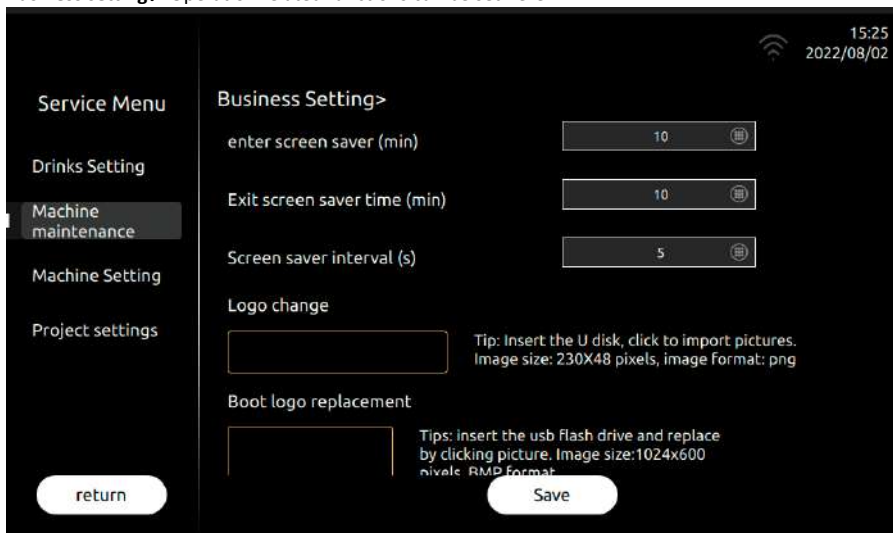 15:25
2022/08/02
Service Menu
Drinks Setting
Machine
maintenance
Machine Setting
Project settings
return
Business Setting>
enter screen saver (min)
10
Exit screen saver time (min)
10
Screen saver interval (s)
5
Logo change
Tip: Insert the U disk, click to import pictures.
Image size: 230X48 pixels, image format: png
Boot logo replacement
Tips: insert the usb flash drive and replace
by clicking picture. Image size:1024x600
pixels, BMP format
Save